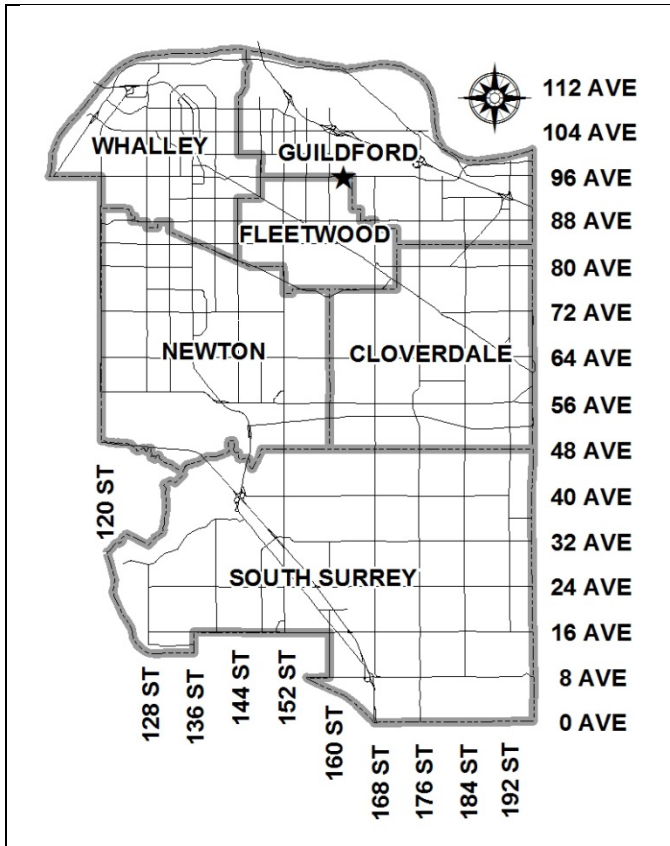 112 AVE
104 AVE
WHALLEY
GUILDFORD
96 AVE
88 AVE
FLEETWOOD
80 AVE
72 AVE
NEWTON
CLOVERDALE
64 AVE
56 AVE
48 AVE
120 ST
40 AVE
32 AVE
SOUTH SURREY
24 AVE
16 AVE
128 ST
136 ST
144 ST
152 ST
8 AVE
160 ST
0 AVE
168 ST
176 ST
184 ST
192 ST